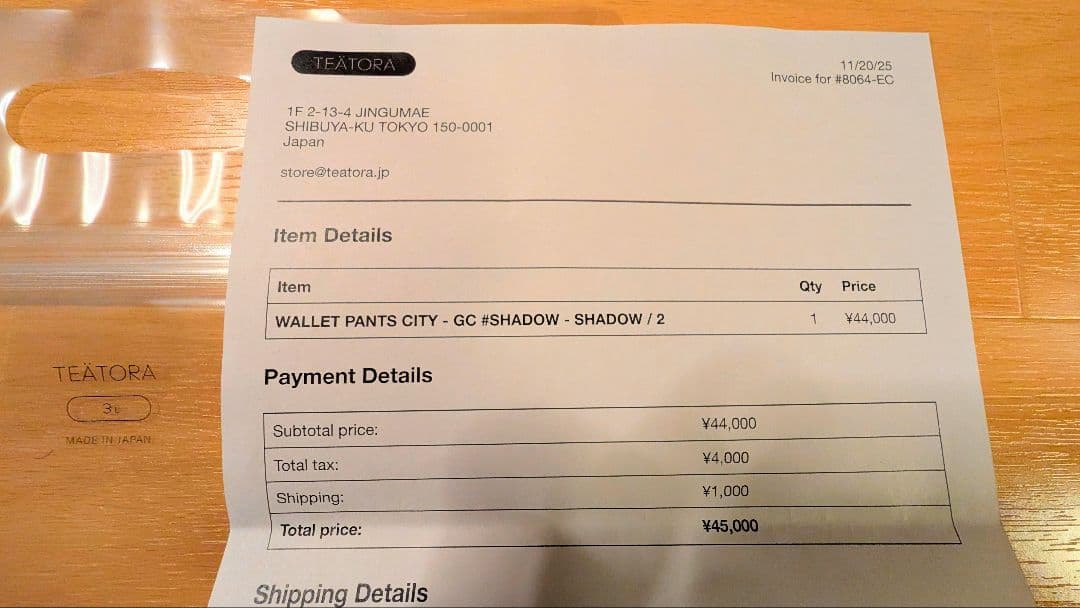 TEÄTORA
11/20/25
Invoice for #8064-EC
1F 2-13-4 JINGUMAE
SHIBUYA-KU TOKYO 150-0001
Japan
store@teatora.jp
Item Details
Item Qty Price
WALLET PANTS CITY - GC #SHADOW - SHADOW / 2 1 ¥44,000
Payment Details
Subtotal price: ¥44,000
Total tax: ¥4,000
Shipping: ¥1,000
Total price: ¥45,000
Shipping Details
TEÄTORA
MADE IN JAPAN